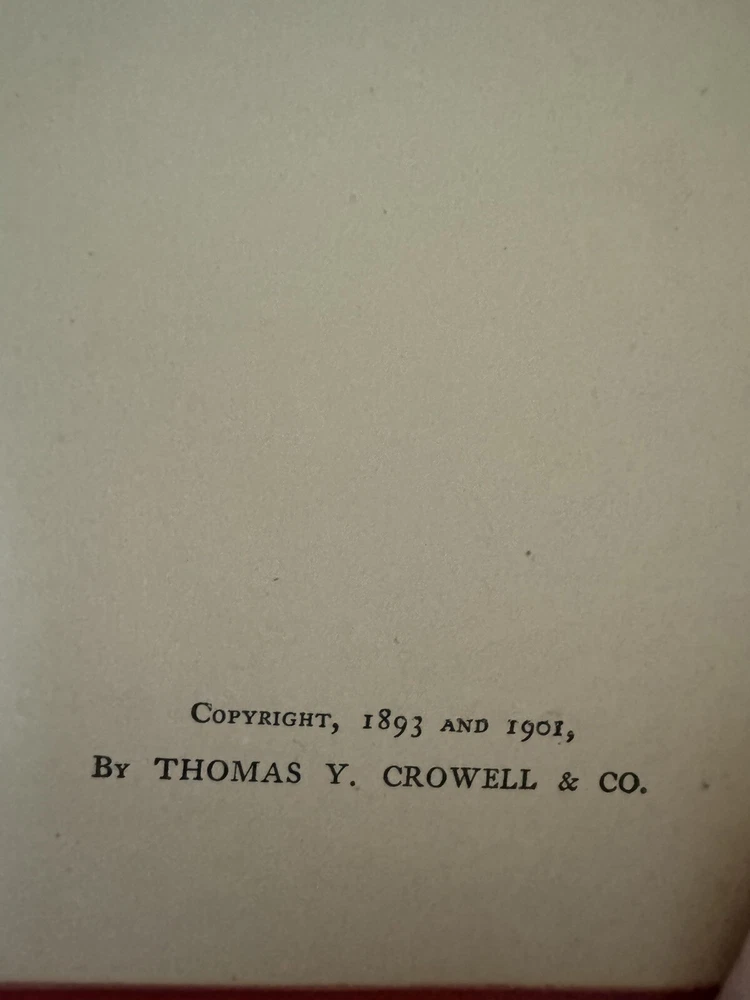 Copyright, 1893 and 1901,
By THOMAS Y. CROWELL & CO.